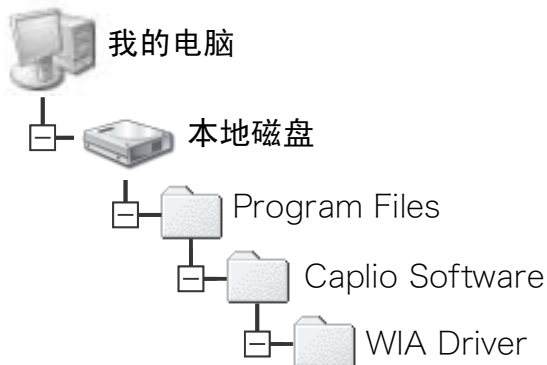 我的电脑
本地磁盘
Program Files
Caplio Software
WIA Driver